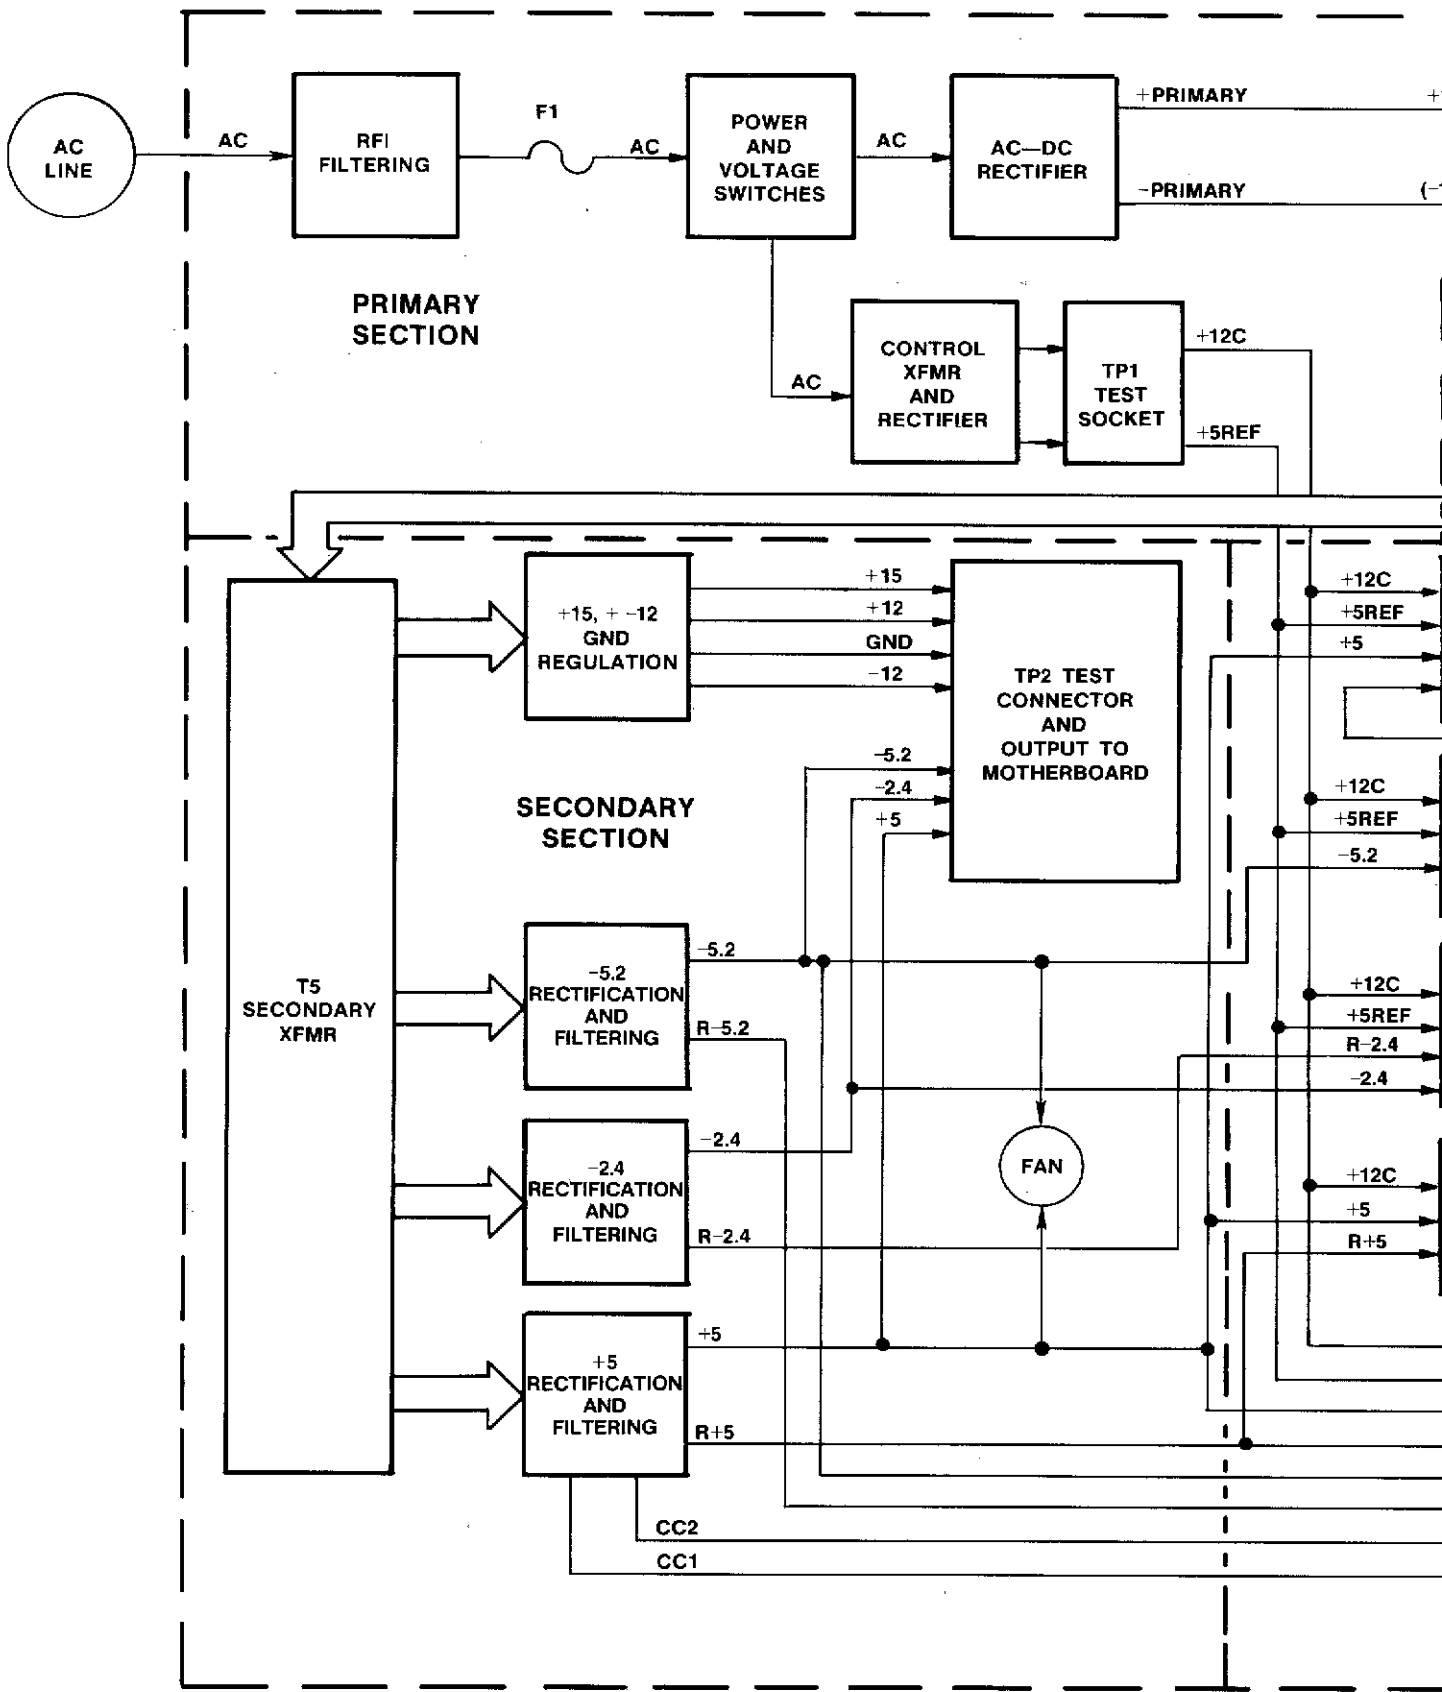 AC
LINE
AC
RFI
FILTERING
F1
AC
POWER
AND
VOLTAGE
SWITCHES
AC
AC—DC
RECTIFIER
+PRIMARY
-PRIMARY
PRIMARY
SECTION
AC
CONTROL
XFMR
AND
RECTIFIER
TP1
TEST
SOCKET
+12C
+5REF
T5
SECONDARY
XFMR
+15, + -12
GND
REGULATION
+15
+12
GND
-12
-5.2
-2.4
+5
TP2 TEST
CONNECTOR
AND
OUTPUT TO
MOTHERBOARD
SECONDARY
SECTION
-5.2
RECTIFICATION
AND
FILTERING
-5.2
R-5.2
-2.4
RECTIFICATION
AND
FILTERING
-2.4
R-2.4
FAN
+5
RECTIFICATION
AND
FILTERING
+5
R+5
CC2
CC1
+12C
+5REF
+5
+12C
+5REF
-5.2
+12C
+5REF
R-2.4
-2.4
+12C
+5
R+5